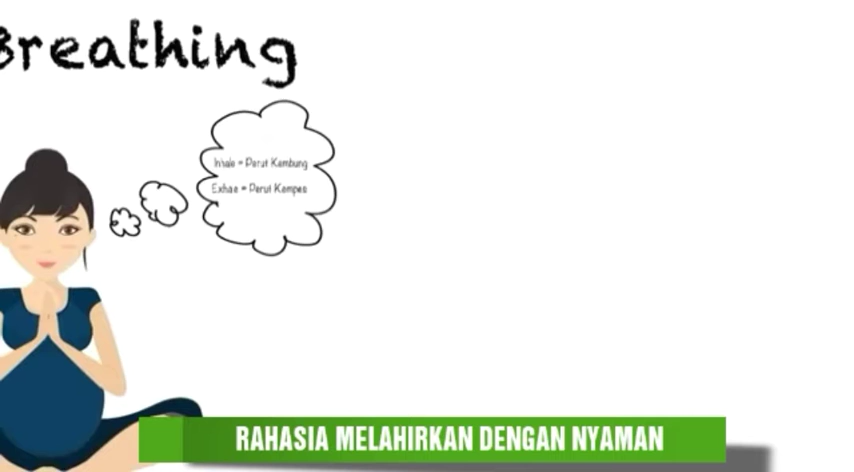 Breathing
Inhale = Perut Kembung
Exhale = Perut Kempes
RAHASIA MELAHIRKAN DENGAN NYAMAN